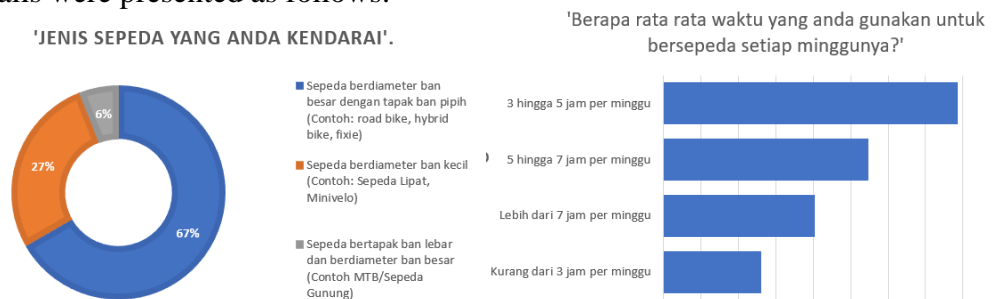 ans were presented as follows:
'JENIS SEPEDA YANG ANDA KENDARAI'.
6%
27%
67%
Sepeda berdiameter ban
besar dengan tapak ban pipih
(Contoh: road bike, hybrid
bike, fixie)
Sepeda berdiameter ban kecil
(Contoh: Sepeda Lipat,
Minivelo)
Sepeda bertapak ban lebar
dan berdiameter ban besar
(Contoh MTB/Sepeda
Gunung)
'Berapa rata rata waktu yang anda gunakan untuk
bersepeda setiap minggunya?'
3 hingga 5 jam per minggu
5 hingga 7 jam per minggu
Lebih dari 7 jam per minggu
Kurang dari 3 jam per minggu